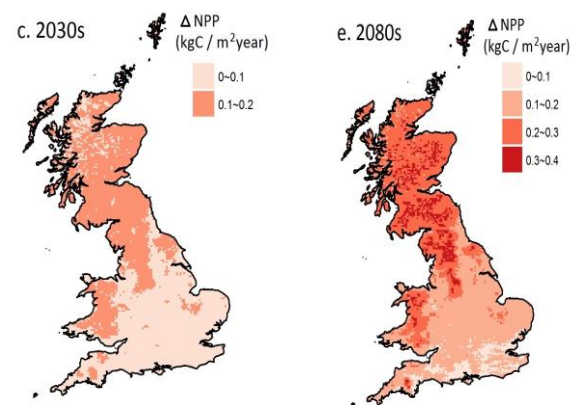 c. 2030s
Δ NPP
(kgC / m²year)
0~0.1
0.1~0.2
e. 2080s
Δ NPP
(kgC / m²year)
0~0.1
0.1~0.2
0.2~0.3
0.3~0.4